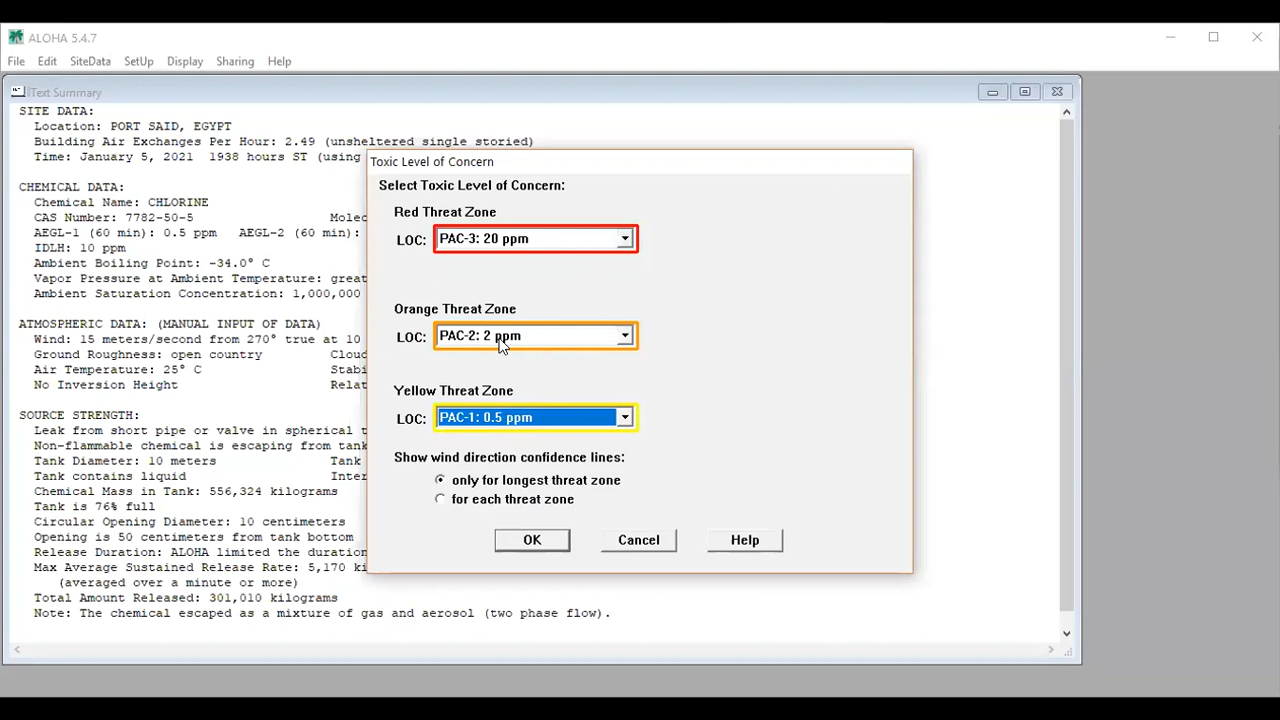 ALOHA 5.4.7
File Edit SiteData SetUp Display Sharing Help
Text Summary
SITE DATA:
Location: PORT SAID, EGYPT
Building Air Exchanges Per Hour: 2.49 (unsheltered single storied)
Time: January 5, 2021 1938 hours ST (using
CHEMICAL DATA:
Chemical Name: CHLORINE
CAS Number: 7782-50-5 Molec
AEGL-1 (60 min): 0.5 ppm AEGL-2 (60 min):
IDLH: 10 ppm
Ambient Boiling Point: -34.0° C
Vapor Pressure at Ambient Temperature: great
Ambient Saturation Concentration: 1,000,000
ATMOSPHERIC DATA: (MANUAL INPUT OF DATA)
Wind: 15 meters/second from 270° true at 10
Ground Roughness: open country Cloud
Air Temperature: 25° C Stabi
No Inversion Height Relat
SOURCE STRENGTH:
Leak from short pipe or valve in spherical t
Non-flammable chemical is escaping from tank
Tank Diameter: 10 meters Tank
Tank contains liquid Inter
Chemical Mass in Tank: 556,324 kilograms
Tank is 76% full
Circular Opening Diameter: 10 centimeters
Opening is 50 centimeters from tank bottom
Release Duration: ALOHA limited the duration
Max Average Sustained Release Rate: 5,170 ki
(averaged over a minute or more)
Total Amount Released: 301,010 kilograms
Note: The chemical escaped as a mixture of gas and aerosol (two phase flow).
Toxic Level of Concern
Select Toxic Level of Concern:
Red Threat Zone
LOC: PAC-3: 20 ppm
Orange Threat Zone
LOC: PAC-2: 2 ppm
Yellow Threat Zone
LOC: PAC-1: 0.5 ppm
Show wind direction confidence lines:
only for longest threat zone
for each threat zone
OK Cancel Help